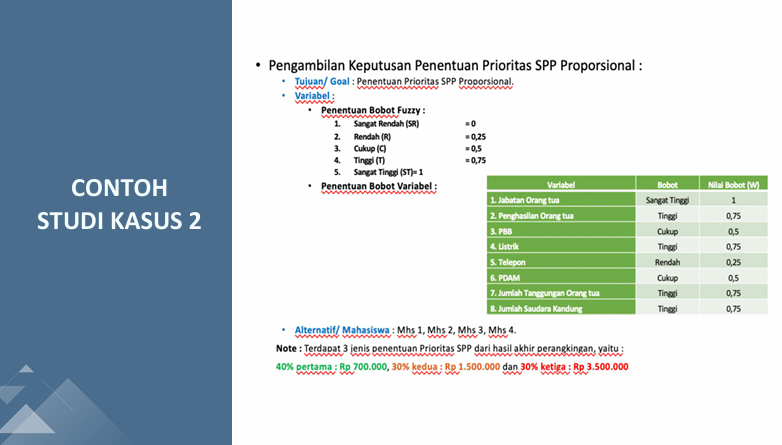 CONTOH
STUDI KASUS 2
• Pengambilan Keputusan Penentuan Prioritas SPP Proporsional :
• Tujuan/ Goal : Penentuan Prioritas SPP Proporsional.
• Variabel :
• Penentuan Bobot Fuzzy :
1. Sangat Rendah (SR) = 0
2. Rendah (R) = 0,25
3. Cukup (C) = 0,5
4. Tinggi (T) = 0,75
5. Sangat Tinggi (ST)= 1
• Penentuan Bobot Variabel :
Variabel Bobot Nilai Bobot (W)
1. Jabatan Orang tua Sangat Tinggi 1
2. Penghasilan Orang tua Tinggi 0,75
3. PBB Cukup 0,5
4. Listrik Tinggi 0,75
5. Telepon Rendah 0,25
6. PDAM Cukup 0,5
7. Jumlah Tanggungan Orang tua Tinggi 0,75
8. Jumlah Saudara Kandung Tinggi 0,75
• Alternatif/ Mahasiswa : Mhs 1, Mhs 2, Mhs 3, Mhs 4.
Note : Terdapat 3 jenis penentuan Prioritas SPP dari hasil akhir perangkingan, yaitu :
40% pertama : Rp 700.000, 30% kedua : Rp 1.500.000 dan 30% ketiga : Rp 3.500.000